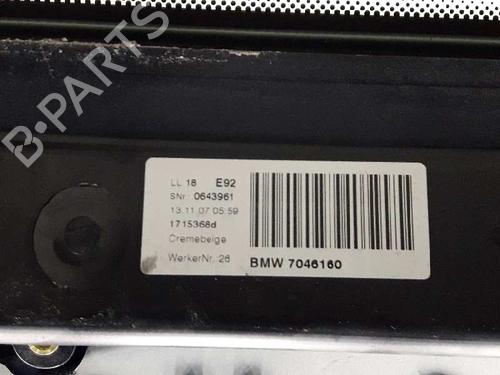 B-PARTS
LL 18 E92
SNr.: 0643961
13.11.07 05:59
1715368d
Cremebeige
WerkerNr.:26
BMW 7046160